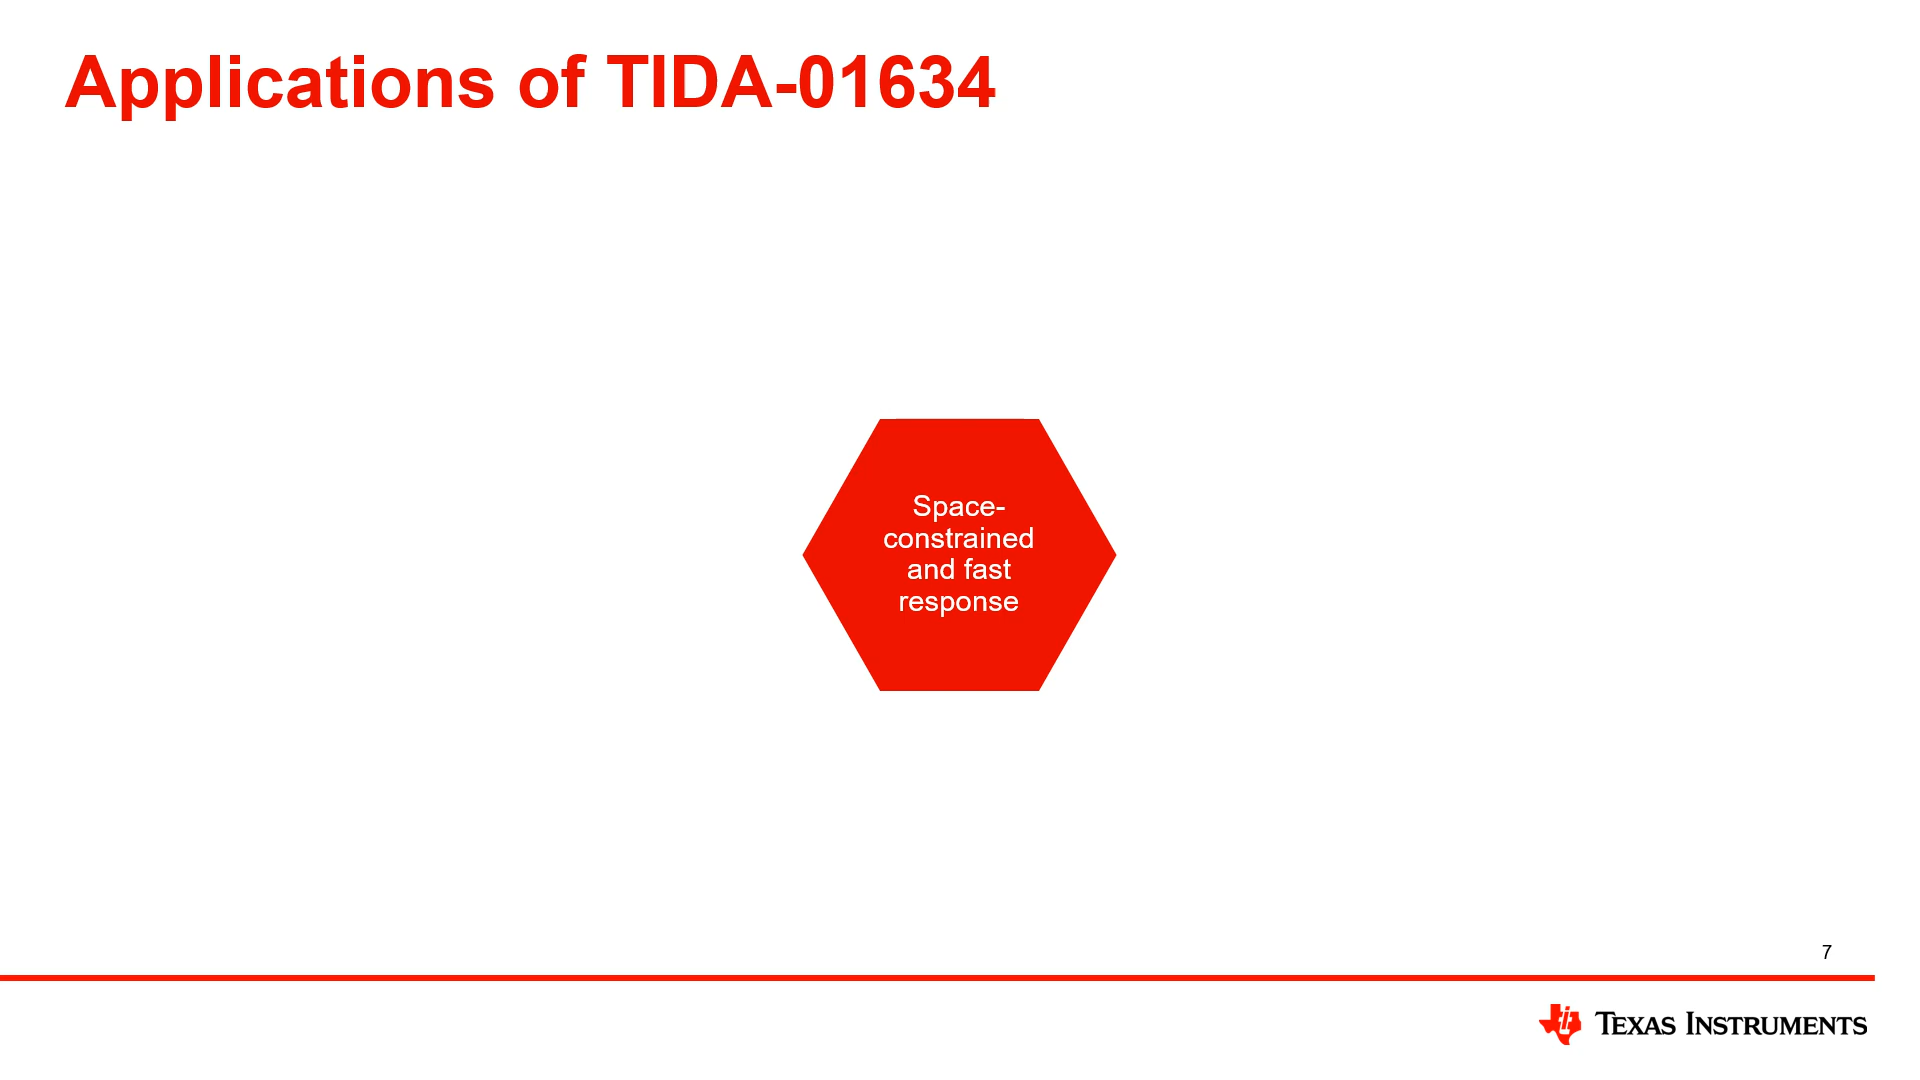 Applications of TIDA-01634
Space-
constrained
and fast
response
7
TEXAS INSTRUMENTS